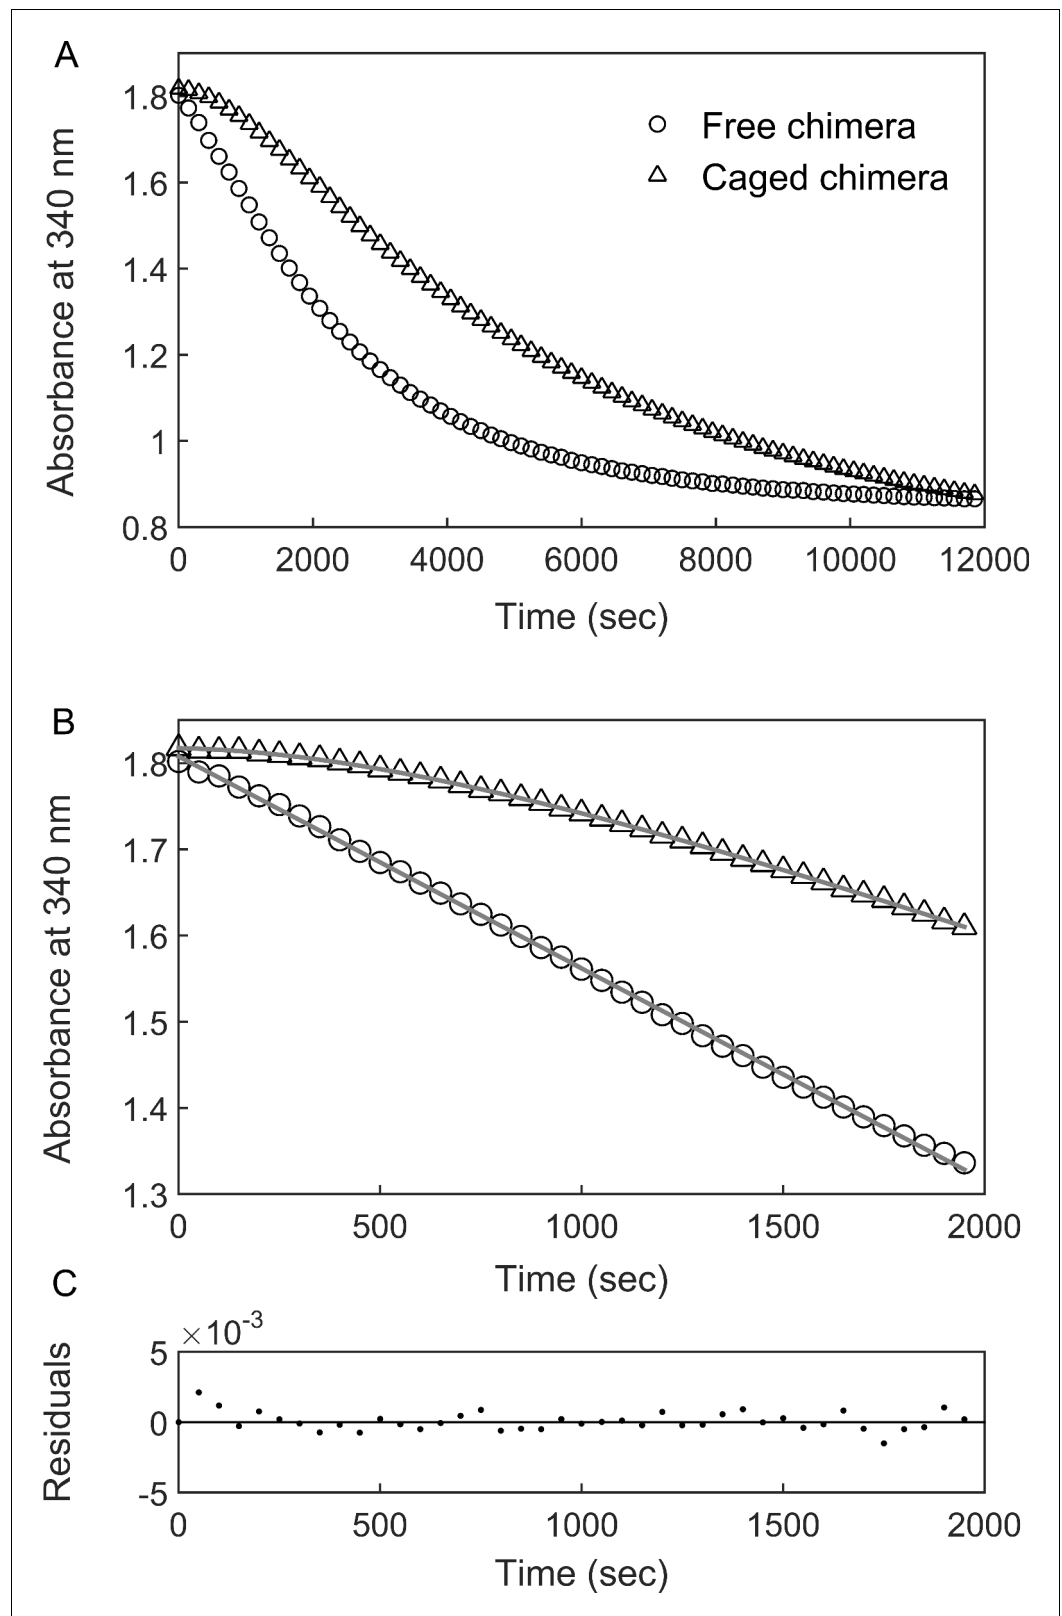 A
Absorbance at 340 nm
1.8
1.6
1.4
1.2
1
0.8
Free chimera
Caged chimera
0 2000 4000 6000 8000 10000 12000
Time (sec)
B
Absorbance at 340 nm
1.8
1.7
1.6
1.5
1.4
1.3
0 500 1000 1500 2000
Time (sec)
C
×10-3
Residuals
5
0
-5
0 500 1000 1500 2000
Time (sec)